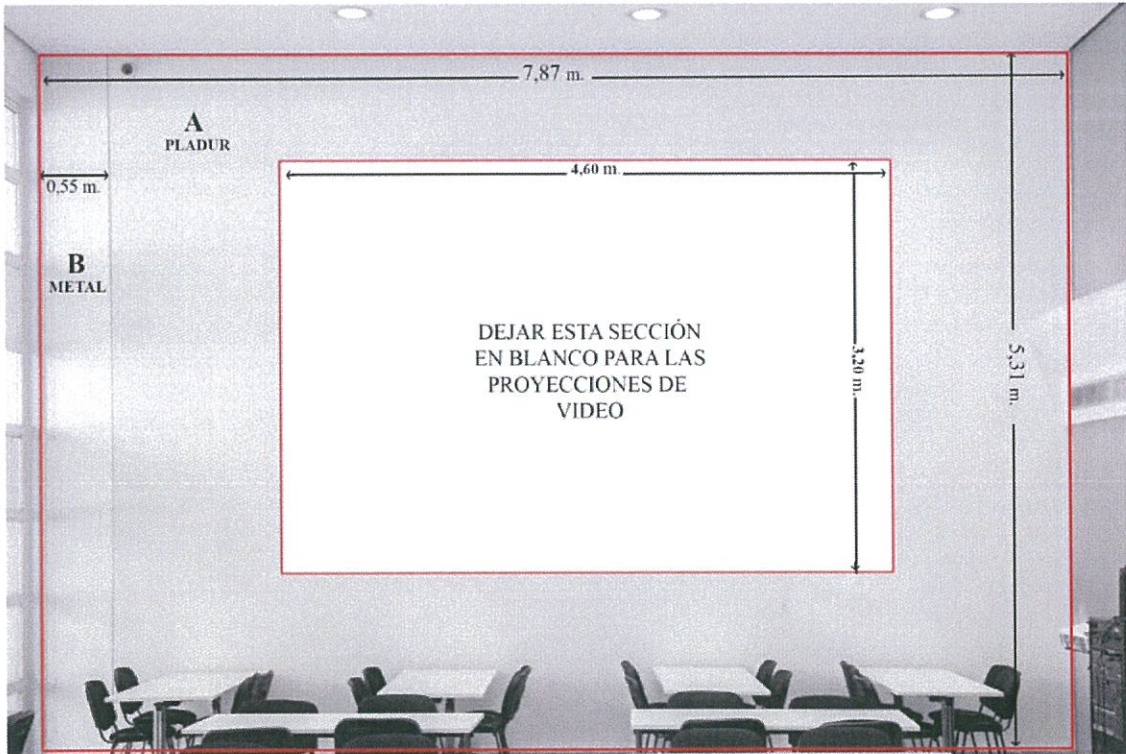 7,87 m.
A
PLADUR
4,60 m.
0,55 m.
B
METAL
DEJAR ESTA SECCIÓN
EN BLANCO PARA LAS
PROYECCIONES DE
VIDEO
3,20 m.
5,31 m.